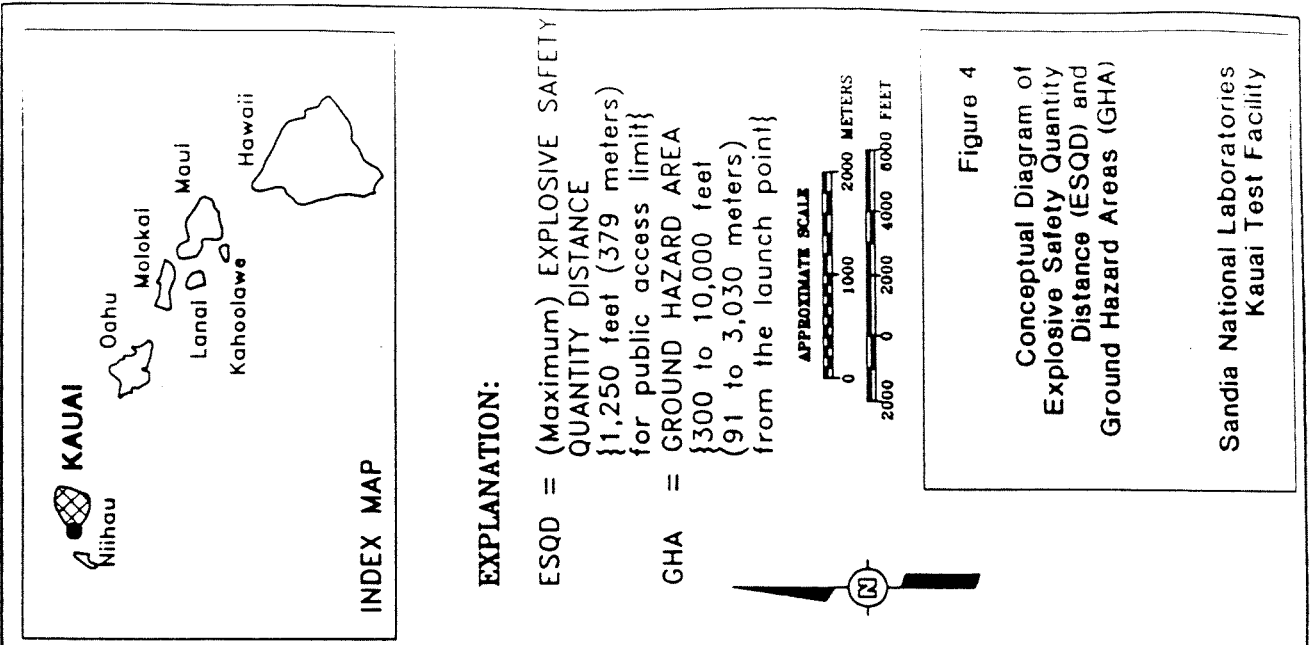 KAUAI
Niihau
Oahu
Molokai
Lanai
Maui
Kahoolawe
Hawaii
INDEX MAP
EXPLANATION:
ESQD = (Maximum) EXPLOSIVE SAFETY
QUANTITY DISTANCE
}1,250 feet (379 meters)
for public access limit}
GHA = GROUND HAZARD AREA
}300 to 10,000 feet
(91 to 3,030 meters)
from the launch point}
N
APPROXIMATE SCALE
0 1000 2000 METERS
2000 0 2000 4000 6000 FEET
Figure 4
Conceptual Diagram of
Explosive Safety Quantity
Distance (ESQD) and
Ground Hazard Areas (GHA)
Sandia National Laboratories
Kauai Test Facility